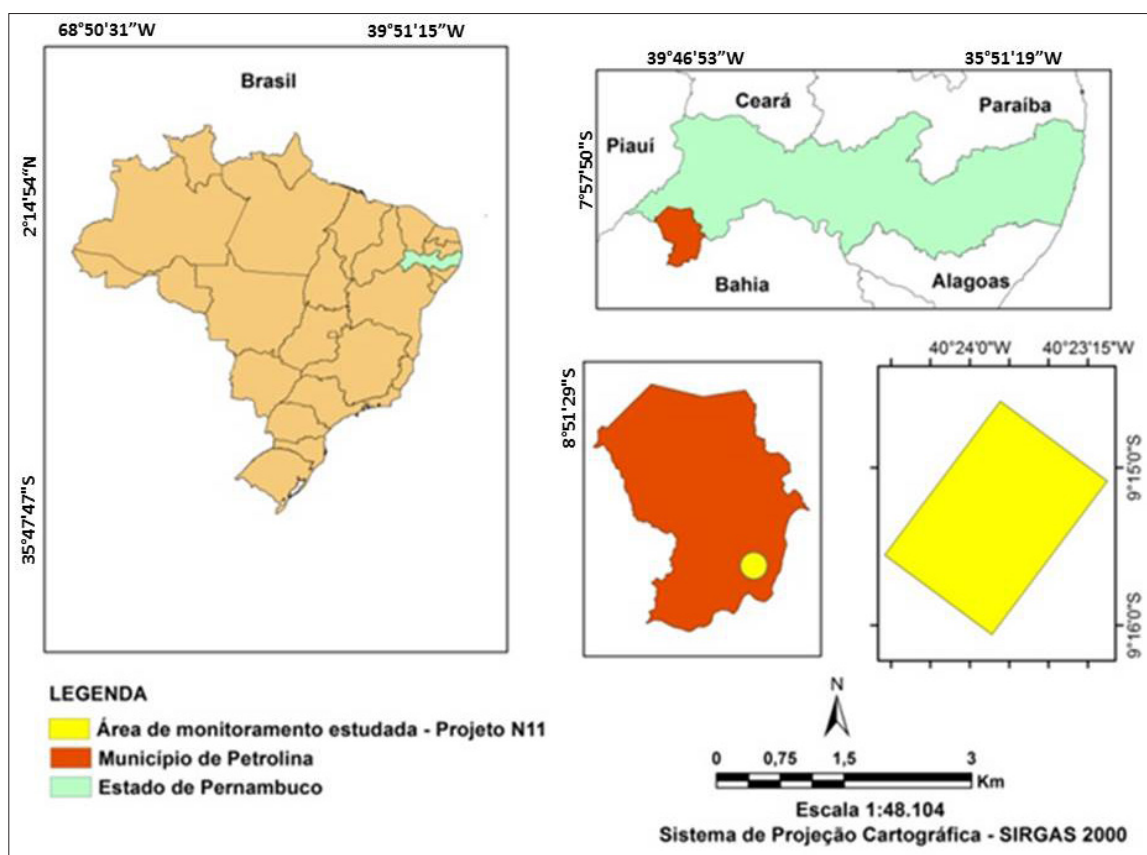 68°50'31”W 39°51'15”W
Brasil
2°14'54”N
35°47'47"S
39°46'53”W 35°51'19”W
Ceará
Paraíba
Piauí
7°57'50"S
Bahia
Alagoas
8°51'29"S
40°24'0"W 40°23'15"W
9°15'0"S
9°16'0"S
LEGENDA
Área de monitoramento estudada - Projeto N11
Município de Petrolina
Estado de Pernambuco
N
0 0,75 1,5 3
Km
Escala 1:48.104
Sistema de Projeção Cartográfica - SIRGAS 2000